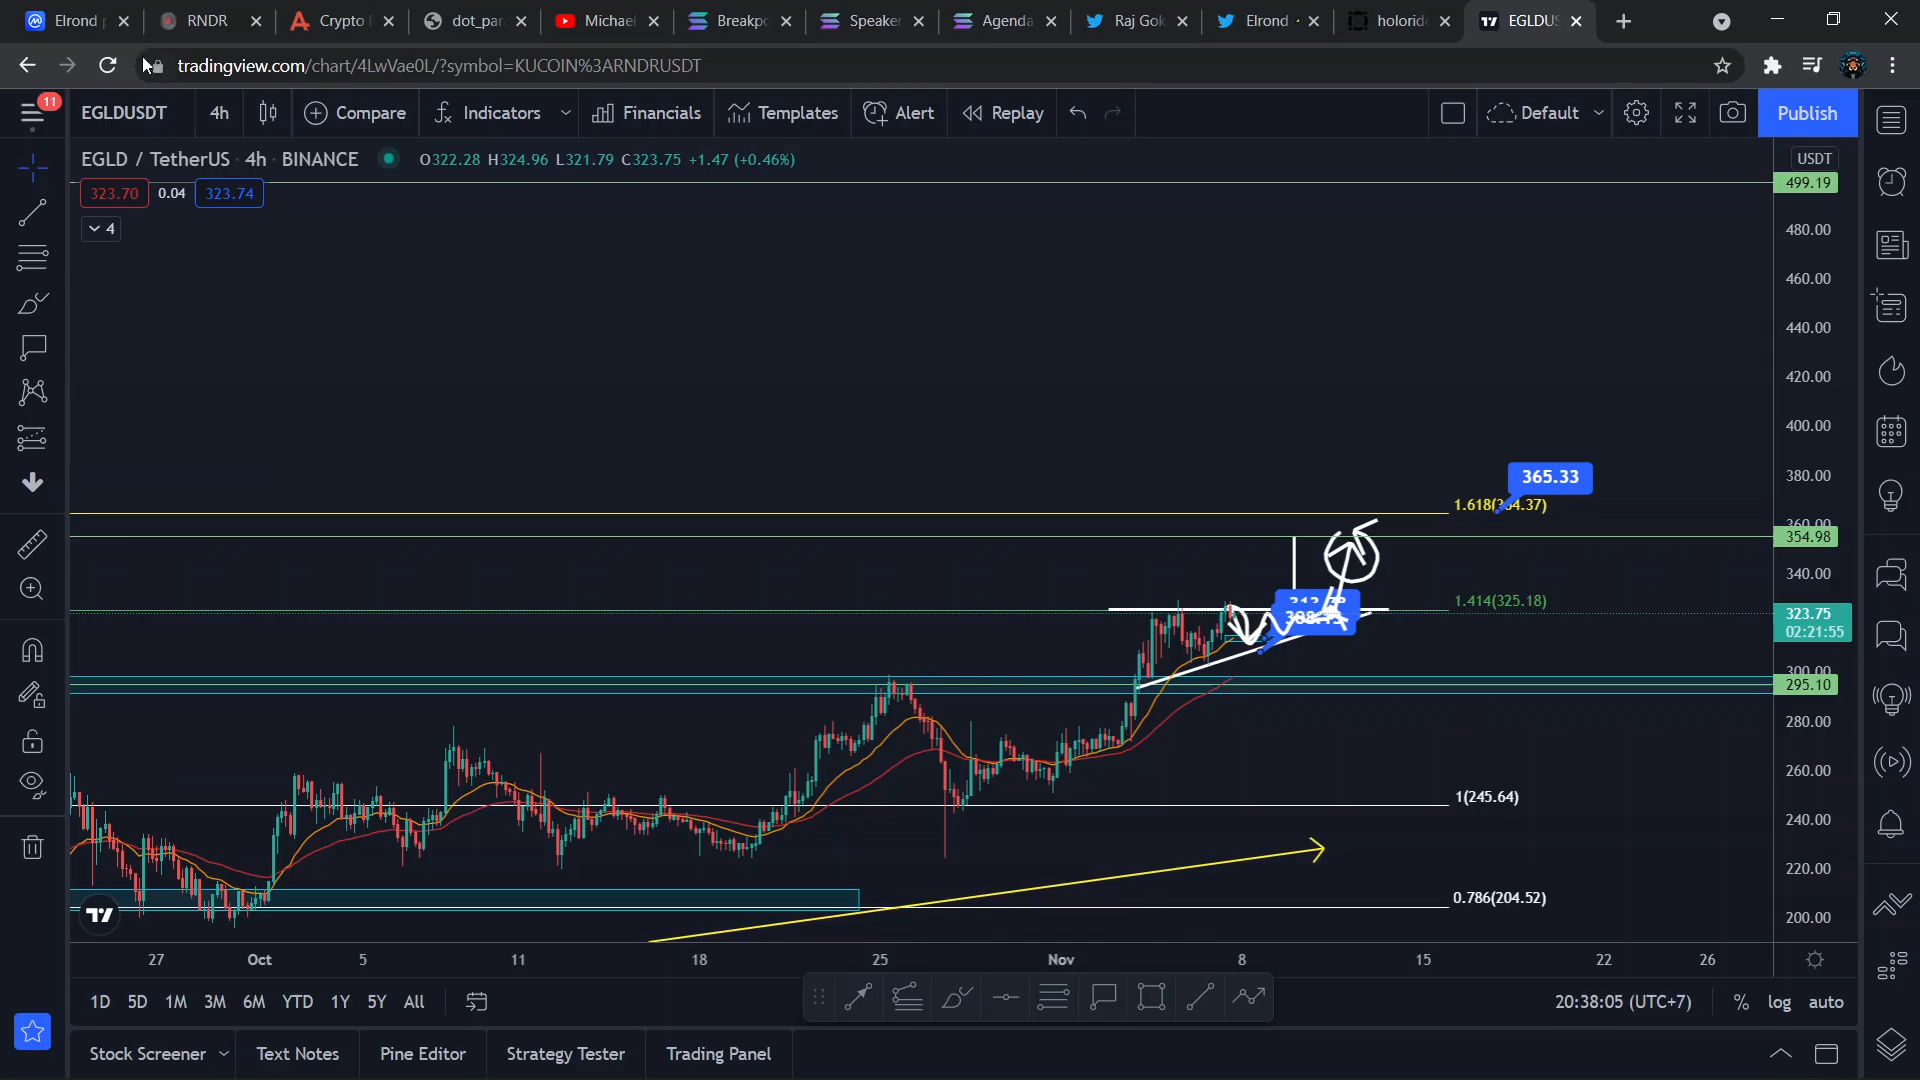 Elrond p
RNDR
Crypto
dot_par
Michael
Breakpo
Speaker
Agenda
Raj Gok
Elrond
holorid
EGLDUS
tradingview.com/chart/4LwVae0L/?symbol=KUCOIN%3ARNDRUSDT
11
EGLDUSDT 4h Compare Indicators Financials Templates Alert Replay Default Publish
EGLD / TetherUS · 4h · BINANCE O322.28 H324.96 L321.79 C323.75 +1.47 (+0.46%)
USDT
323.70 0.04 323.74
4
499.19
480.00
460.00
440.00
420.00
400.00
380.00
365.33
1.618(364.37)
360.00
354.98
340.00
1.414(325.18)
323.75
02:21:55
300.00
295.10
280.00
260.00
1(245.64)
240.00
220.00
0.786(204.52)
200.00
27 Oct 5 11 18 25 Nov 8 15 22 26
1D 5D 1M 3M 6M YTD 1Y 5Y All
20:38:05 (UTC+7) % log auto
Stock Screener Text Notes Pine Editor Strategy Tester Trading Panel